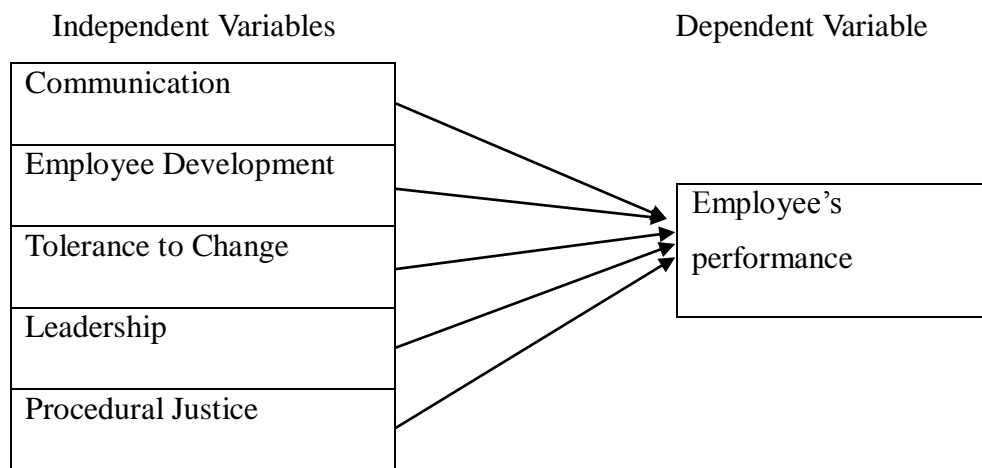 Independent Variables
Dependent Variable
Communication
Employee Development
Tolerance to Change
Leadership
Procedural Justice
Employee’s
performance